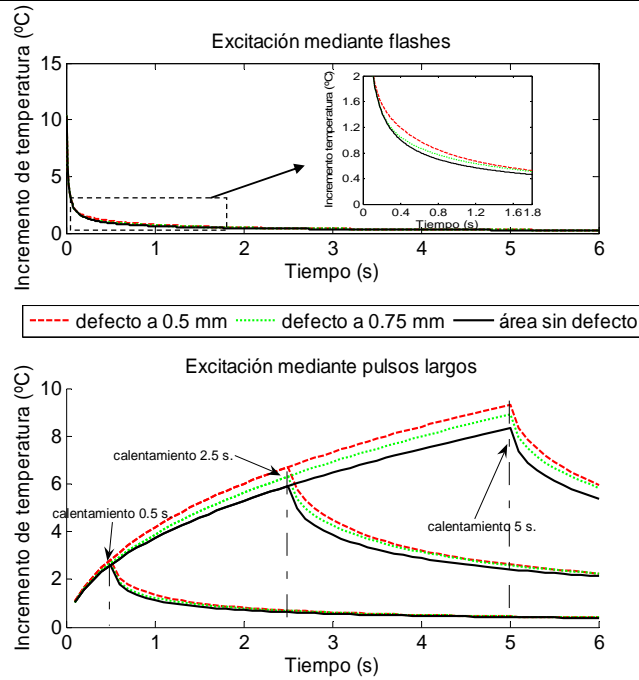 Excitación mediante flashes
Incremento de temperatura (ºC)
15
10
5
0
0 1 2 3 4 5 6
Tiempo (s)
Incremento temperatura (ºC)
2
1.6
1.2
0.8
0.4
0
0 0.4 0.8 1.2 1.6 1.8
Tiempo (s)
defecto a 0.5 mm defecto a 0.75 mm área sin defecto
Excitación mediante pulsos largos
Incremento de temperatura (ºC)
10
8
6
4
2
0
calentamiento 2.5 s.
calentamiento 0.5 s
calentamiento 5 s.
0 1 2 3 4 5 6
Tiempo (s)